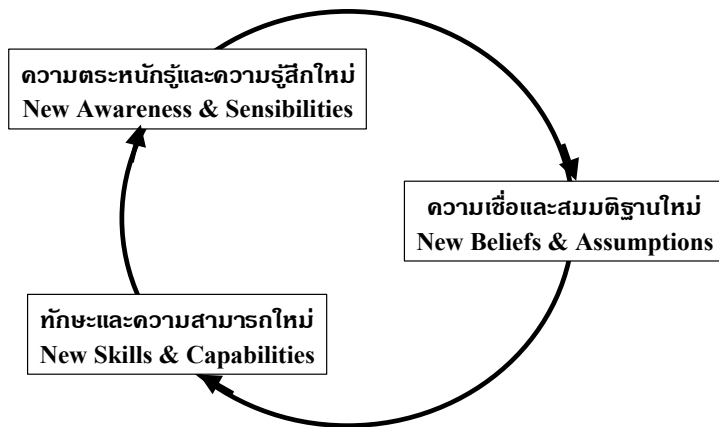 ความตระหนักรู้และความรู้สึกใหม่
New Awareness & Sensibilities
ความเชื่อและสมมติฐานใหม่
New Beliefs & Assumptions
ทักษะและความสามารถใหม่
New Skills & Capabilities